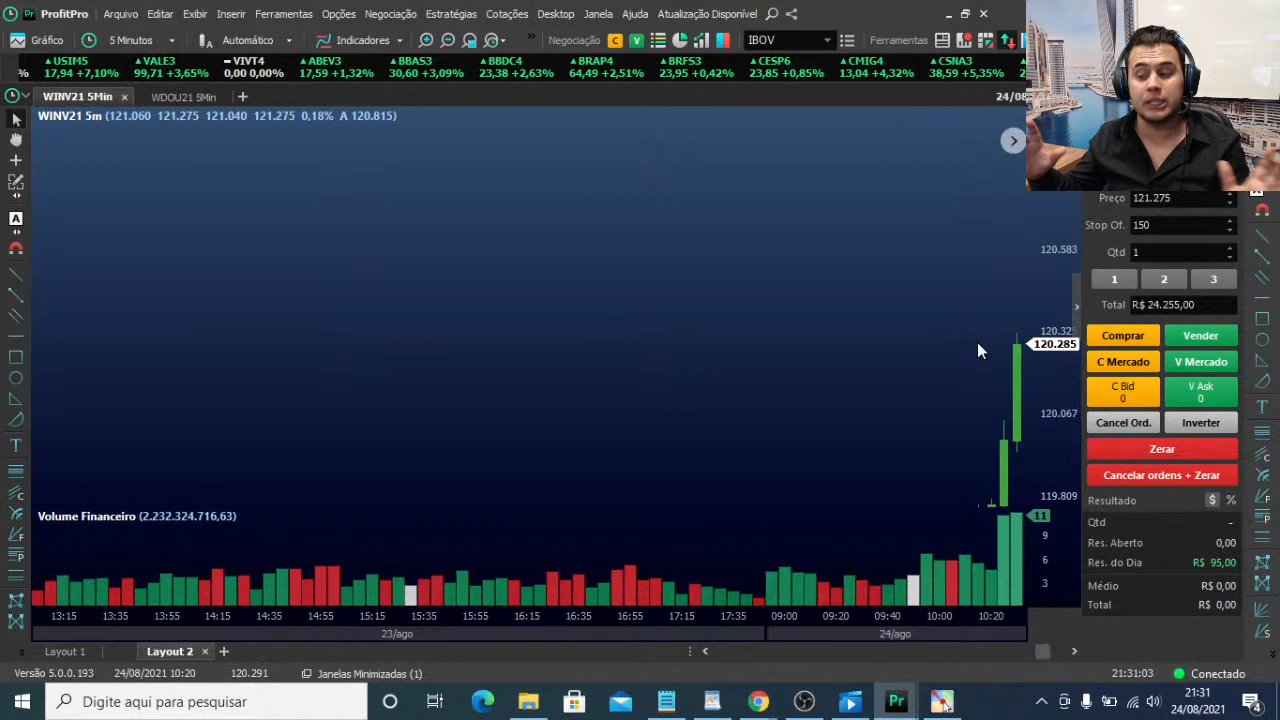 ProfitPro Arquivo Editar Exibir Inserir Ferramentas Opções Negociação Estratégias Cotações Desktop Janela Ajuda Atualização Disponível
Gráfico 5 Minutos Automático Indicadores » Negociação C V IBOV Ferramentas
USIM5 VALE3 VIVT4 ABEV3 BBAS3 BBDC4 BRAP4 BRFS3 CESP6 CMIG4 CSNA3
% 17,94 +7,10% 99,71 +3,65% 0,00 0,00% 17,59 +1,32% 30,60 +3,09% 23,38 +2,63% 64,49 +2,51% 23,95 +0,42% 23,85 +0,85% 13,04 +4,32% 38,59 +5,35%
WINV21 5Min WDOU21 5Min 24/08
WINV21 5m (121.060 121.275 121.040 121.275 0,18% A 120.815)
Preço 121.275
Stop Of. 150
Qtd 1
1 2 3
Total R$ 24.255,00
Comprar Vender
C Mercado V Mercado
C Bid V Ask
0 0
Cancel Ord. Inverter
Zerar
Cancelar ordens + Zerar
Resultado $ %
Qtd -
Res. Aberto 0,00
Res. do Dia R$ 95,00
Médio R$ 0,00
Total R$ 0,00
120.583
120.325
120.285
120.067
119.809
Volume Financeiro (2.232.324.716,63)
11
9
6
3
13:15 13:35 13:55 14:15 14:35 14:55 15:15 15:35 15:55 16:15 16:35 16:55 17:15 17:35 09:00 09:20 09:40 10:00 10:20
23/ago 24/ago
Layout 1 Layout 2
Versão 5.0.0.193 24/08/2021 10:20 120.291 Janelas Minimizadas (1) 21:31:03 Conectado
Digite aqui para pesquisar
Pr
21:31
24/08/2021
4